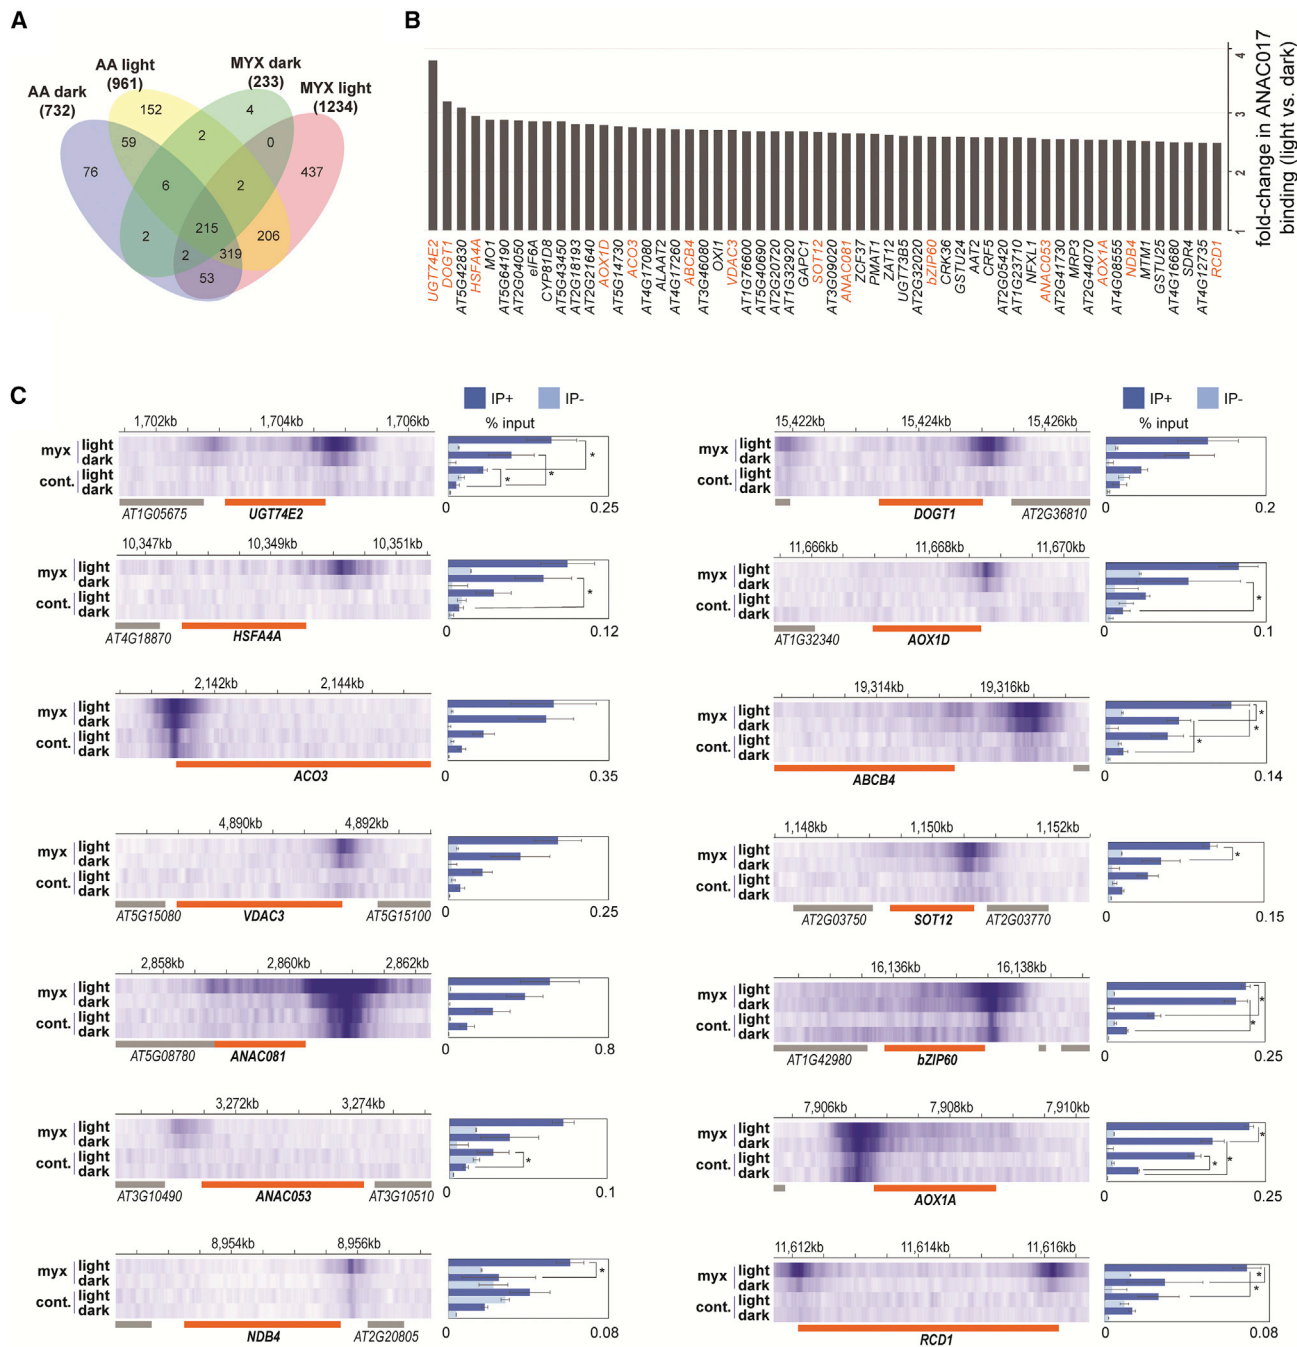 A
AA dark
(732)
AA light
(961)
MYX dark
(233)
MYX light
(1234)
152
4
59
2
0
76
6
2
437
215
2
2
319
206
53
B
4
3
2
1
fold-change in ANAC017
binding (light vs. dark)
UGT74E2
DOGT1
AT5G42830
HSFA4A
MO1
AT5G64190
AT2G04050
eIF6A
CYP81D8
AT5G43450
AT2G18193
AT2G21640
AOX1D
AT5G14730
ACO3
AT4G17080
ALAAT2
AT4G17260
ABCB4
AT3G46080
OXI1
VDAC3
AT1G76600
AT5G40690
AT2G20720
AT1G32920
GAPC1
SOT12
AT3G09020
ANAC081
ZCF37
PMAT1
ZAT12
UGT73B5
AT2G32020
bZIP60
CRK36
GSTU24
AAT2
CRF5
AT2G05420
AT1G23710
NFXL1
ANAC053
AT2G41730
MRP3
AT2G44070
AOX1A
AT4G08555
NDB4
MTM1
GSTU25
AT4G16680
SDR4
AT4G12735
RCD1
C
IP+ IP-
% input
1,702kb 1,704kb 1,706kb
myx light
dark
cont. light
dark
* * *
AT1G05675 UGT74E2
0 0.25
IP+ IP-
% input
15,422kb 15,424kb 15,426kb
myx light
dark
cont. light
dark
DOGT1 AT2G36810
0 0.2
10,347kb 10,349kb 10,351kb
myx light
dark
cont. light
dark
*
AT4G18870 HSFA4A
0 0.12
11,666kb 11,668kb 11,670kb
myx light
dark
cont. light
dark
*
AT1G32340 AOX1D
0 0.1
2,142kb 2,144kb
myx light
dark
cont. light
dark
ACO3
0 0.35
19,314kb 19,316kb
myx light
dark
cont. light
dark
* * *
ABCB4
0 0.14
4,890kb 4,892kb
myx light
dark
cont. light
dark
AT5G15080 VDAC3 AT5G15100
0 0.25
1,148kb 1,150kb 1,152kb
myx light
dark
cont. light
dark
*
AT2G03750 SOT12 AT2G03770
0 0.15
2,858kb 2,860kb 2,862kb
myx light
dark
cont. light
dark
AT5G08780 ANAC081
0 0.8
16,136kb 16,138kb
myx light
dark
cont. light
dark
* *
AT1G42980 bZIP60
0 0.25
3,272kb 3,274kb
myx light
dark
cont. light
dark
*
AT3G10490 ANAC053 AT3G10510
0 0.1
7,906kb 7,908kb 7,910kb
myx light
dark
cont. light
dark
* * *
AOX1A
0 0.25
8,954kb 8,956kb
myx light
dark
cont. light
dark
*
NDB4 AT2G20805
0 0.08
11,612kb 11,614kb 11,616kb
myx light
dark
cont. light
dark
* *
RCD1
0 0.08